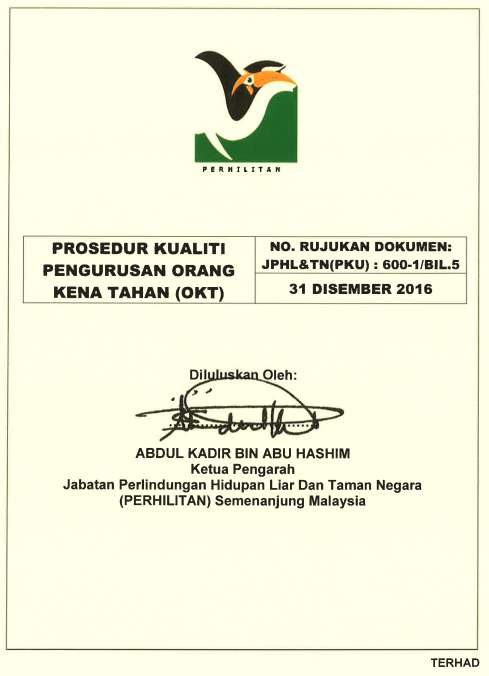 PERHILITAN
PROSEDUR KUALITI
PENGURUSAN ORANG
KENA TAHAN (OKT)
NO. RUJUKAN DOKUMEN:
JPHL&TN(PKU) : 600-1/BIL.5
31 DISEMBER 2016
Diluluskan Oleh:
ABDUL KADIR BIN ABU HASHIM
Ketua Pengarah
Jabatan Perlindungan Hidupan Liar Dan Taman Negara
(PERHILITAN) Semenanjung Malaysia
TERHAD